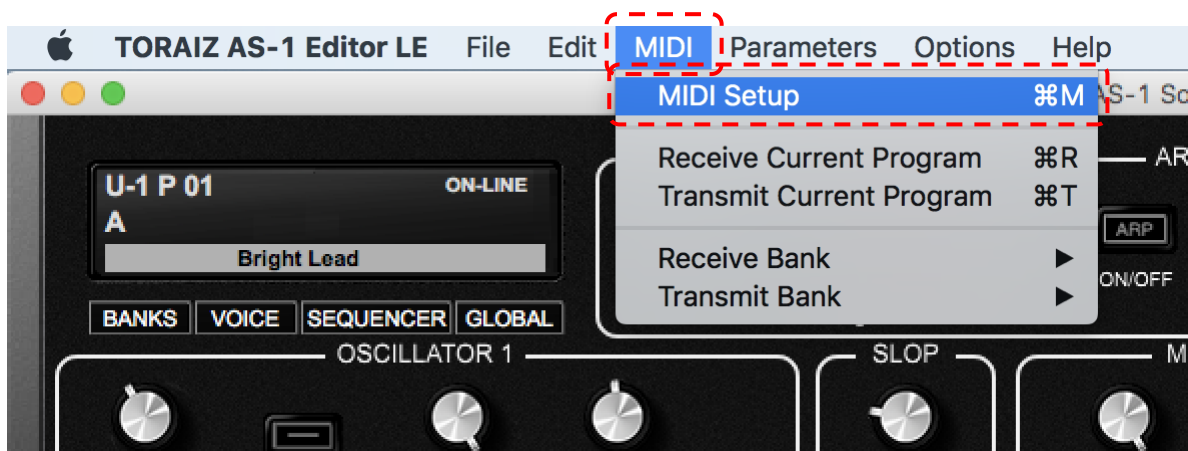 TORAIZ AS-1 Editor LE File Edit MIDI Parameters Options Help
MIDI Setup ⌘M
AS-1
Receive Current Program ⌘R
Transmit Current Program ⌘T
Receive Bank ▶
Transmit Bank ▶
U-1 P 01 ON-LINE
A
Bright Lead
BANKS VOICE SEQUENCER GLOBAL
ARP
ON/OFF
OSCILLATOR 1
SLOP